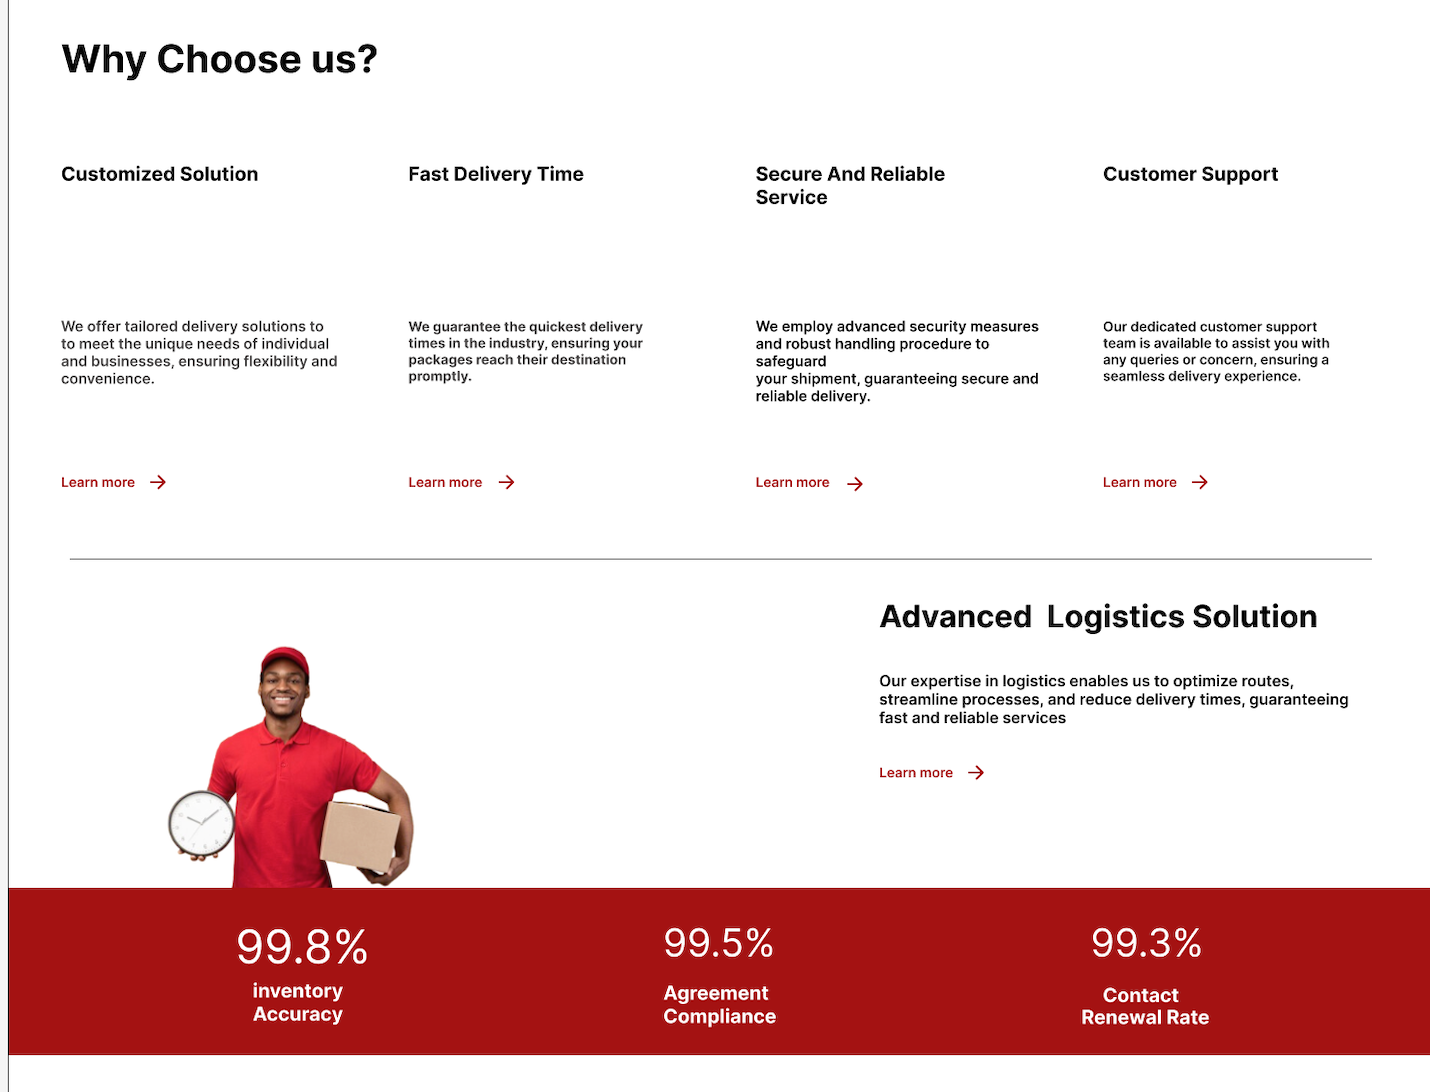 Why Choose us?
Customized Solution
We offer tailored delivery solutions to
to meet the unique needs of individual
and businesses, ensuring flexibility and
convenience.
Learn more
Fast Delivery Time
We guarantee the quickest delivery
times in the industry, ensuring your
packages reach their destination
promptly.
Learn more
Secure And Reliable
Service
We employ advanced security measures
and robust handling procedure to
safeguard
your shipment, guaranteeing secure and
reliable delivery.
Learn more
Customer Support
Our dedicated customer support
team is available to assist you with
any queries or concern, ensuring a
seamless delivery experience.
Learn more
Advanced  Logistics Solution
Our expertise in logistics enables us to optimize routes,
streamline processes, and reduce delivery times, guaranteeing
fast and reliable services
Learn more
99.8%
inventory
Accuracy
99.5%
Agreement
Compliance
99.3%
Contact
Renewal Rate